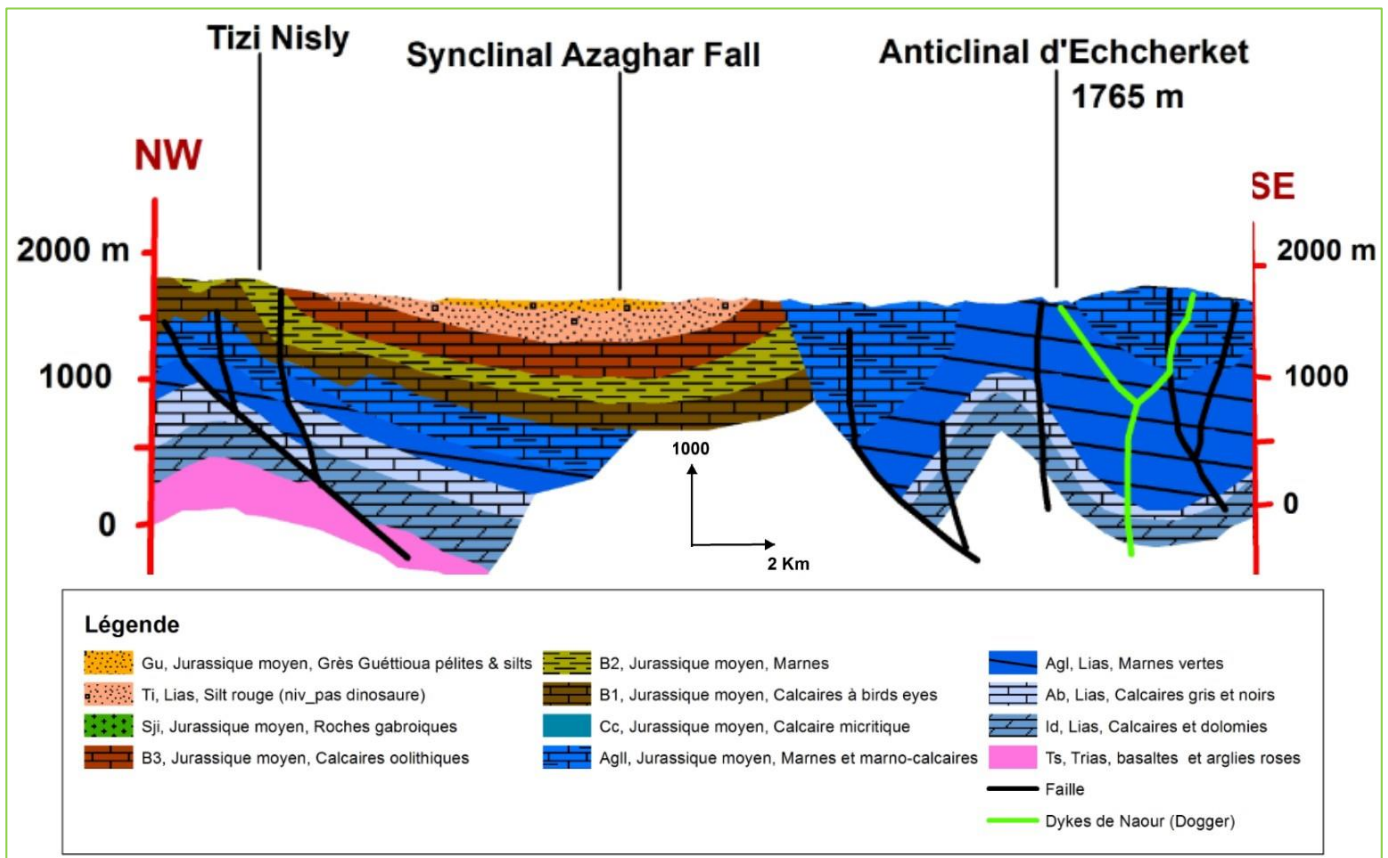 Tizi Nisly
Synclinal Azaghar Fall
Anticlinal d'Echcherket
1765 m
NW
SE
2000 m
2000 m
1000
1000
0
0
1000
2 Km
Légende
Gu, Jurassique moyen, Grès Guéttioua pélites & silts
Ti, Lias, Silt rouge (niv_pas dinosaure)
Sji, Jurassique moyen, Roches gabroiques
B3, Jurassique moyen, Calcaires oolithiques
B2, Jurassique moyen, Marnes
B1, Jurassique moyen, Calcaires à birds eyes
Cc, Jurassique moyen, Calcaire micritique
AglI, Jurassique moyen, Marnes et marno-calcaires
Agl, Lias, Marnes vertes
Ab, Lias, Calcaires gris et noirs
Id, Lias, Calcaires et dolomies
Ts, Trias, basaltes et arglies roses
Faille
Dykes de Naour (Dogger)